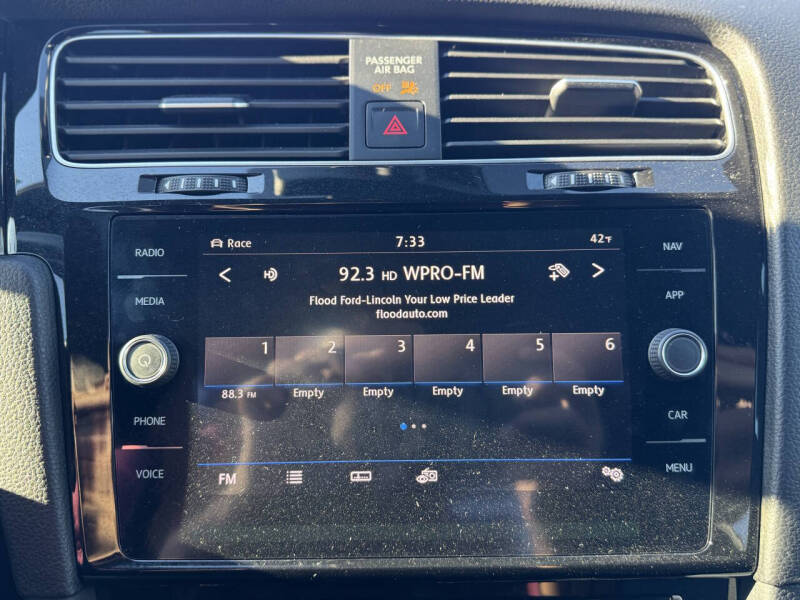 PASSENGER
AIR BAG
OFF
RADIO
MEDIA
PHONE
VOICE
Race
7:33
42°F
92.3 HD WPRO-FM
Flood Ford-Lincoln Your Low Price Leader
floodauto.com
1 2 3 4 5 6
88.3 FM Empty Empty Empty Empty Empty
FM
NAV
APP
CAR
MENU